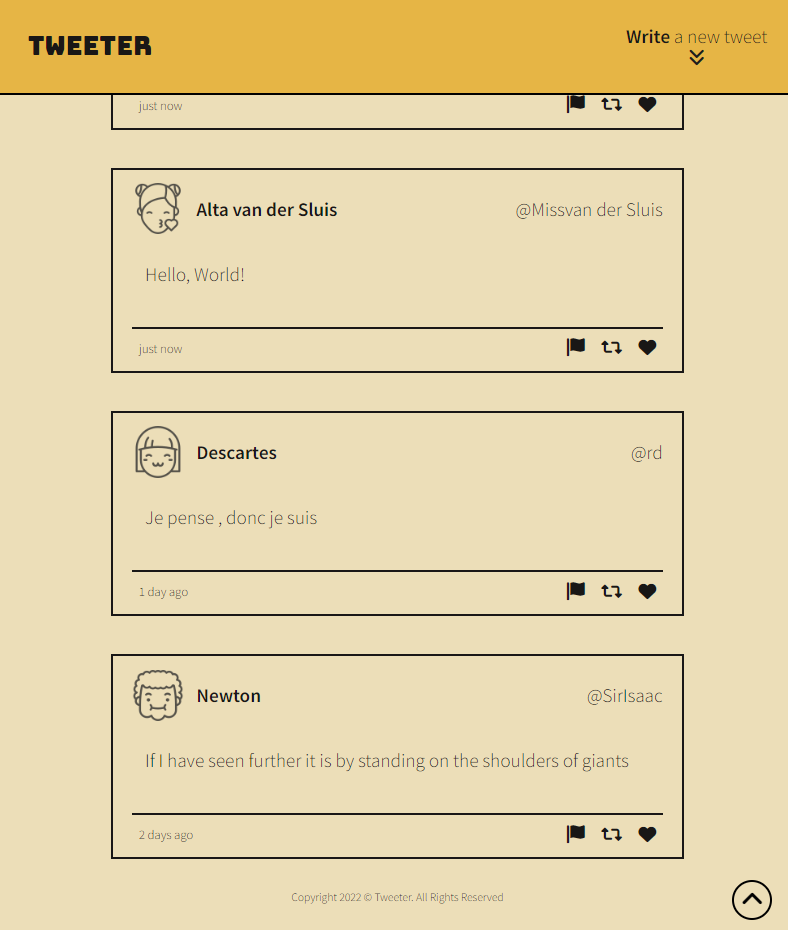 TWEETER
Write a new tweet
just now
Alta van der Sluis
@Missvan der Sluis
Hello, World!
just now
Descartes
@rd
Je pense , donc je suis
1 day ago
Newton
@SirIsaac
If I have seen further it is by standing on the shoulders of giants
2 days ago
Copyright 2022 © Tweeter. All Rights Reserved